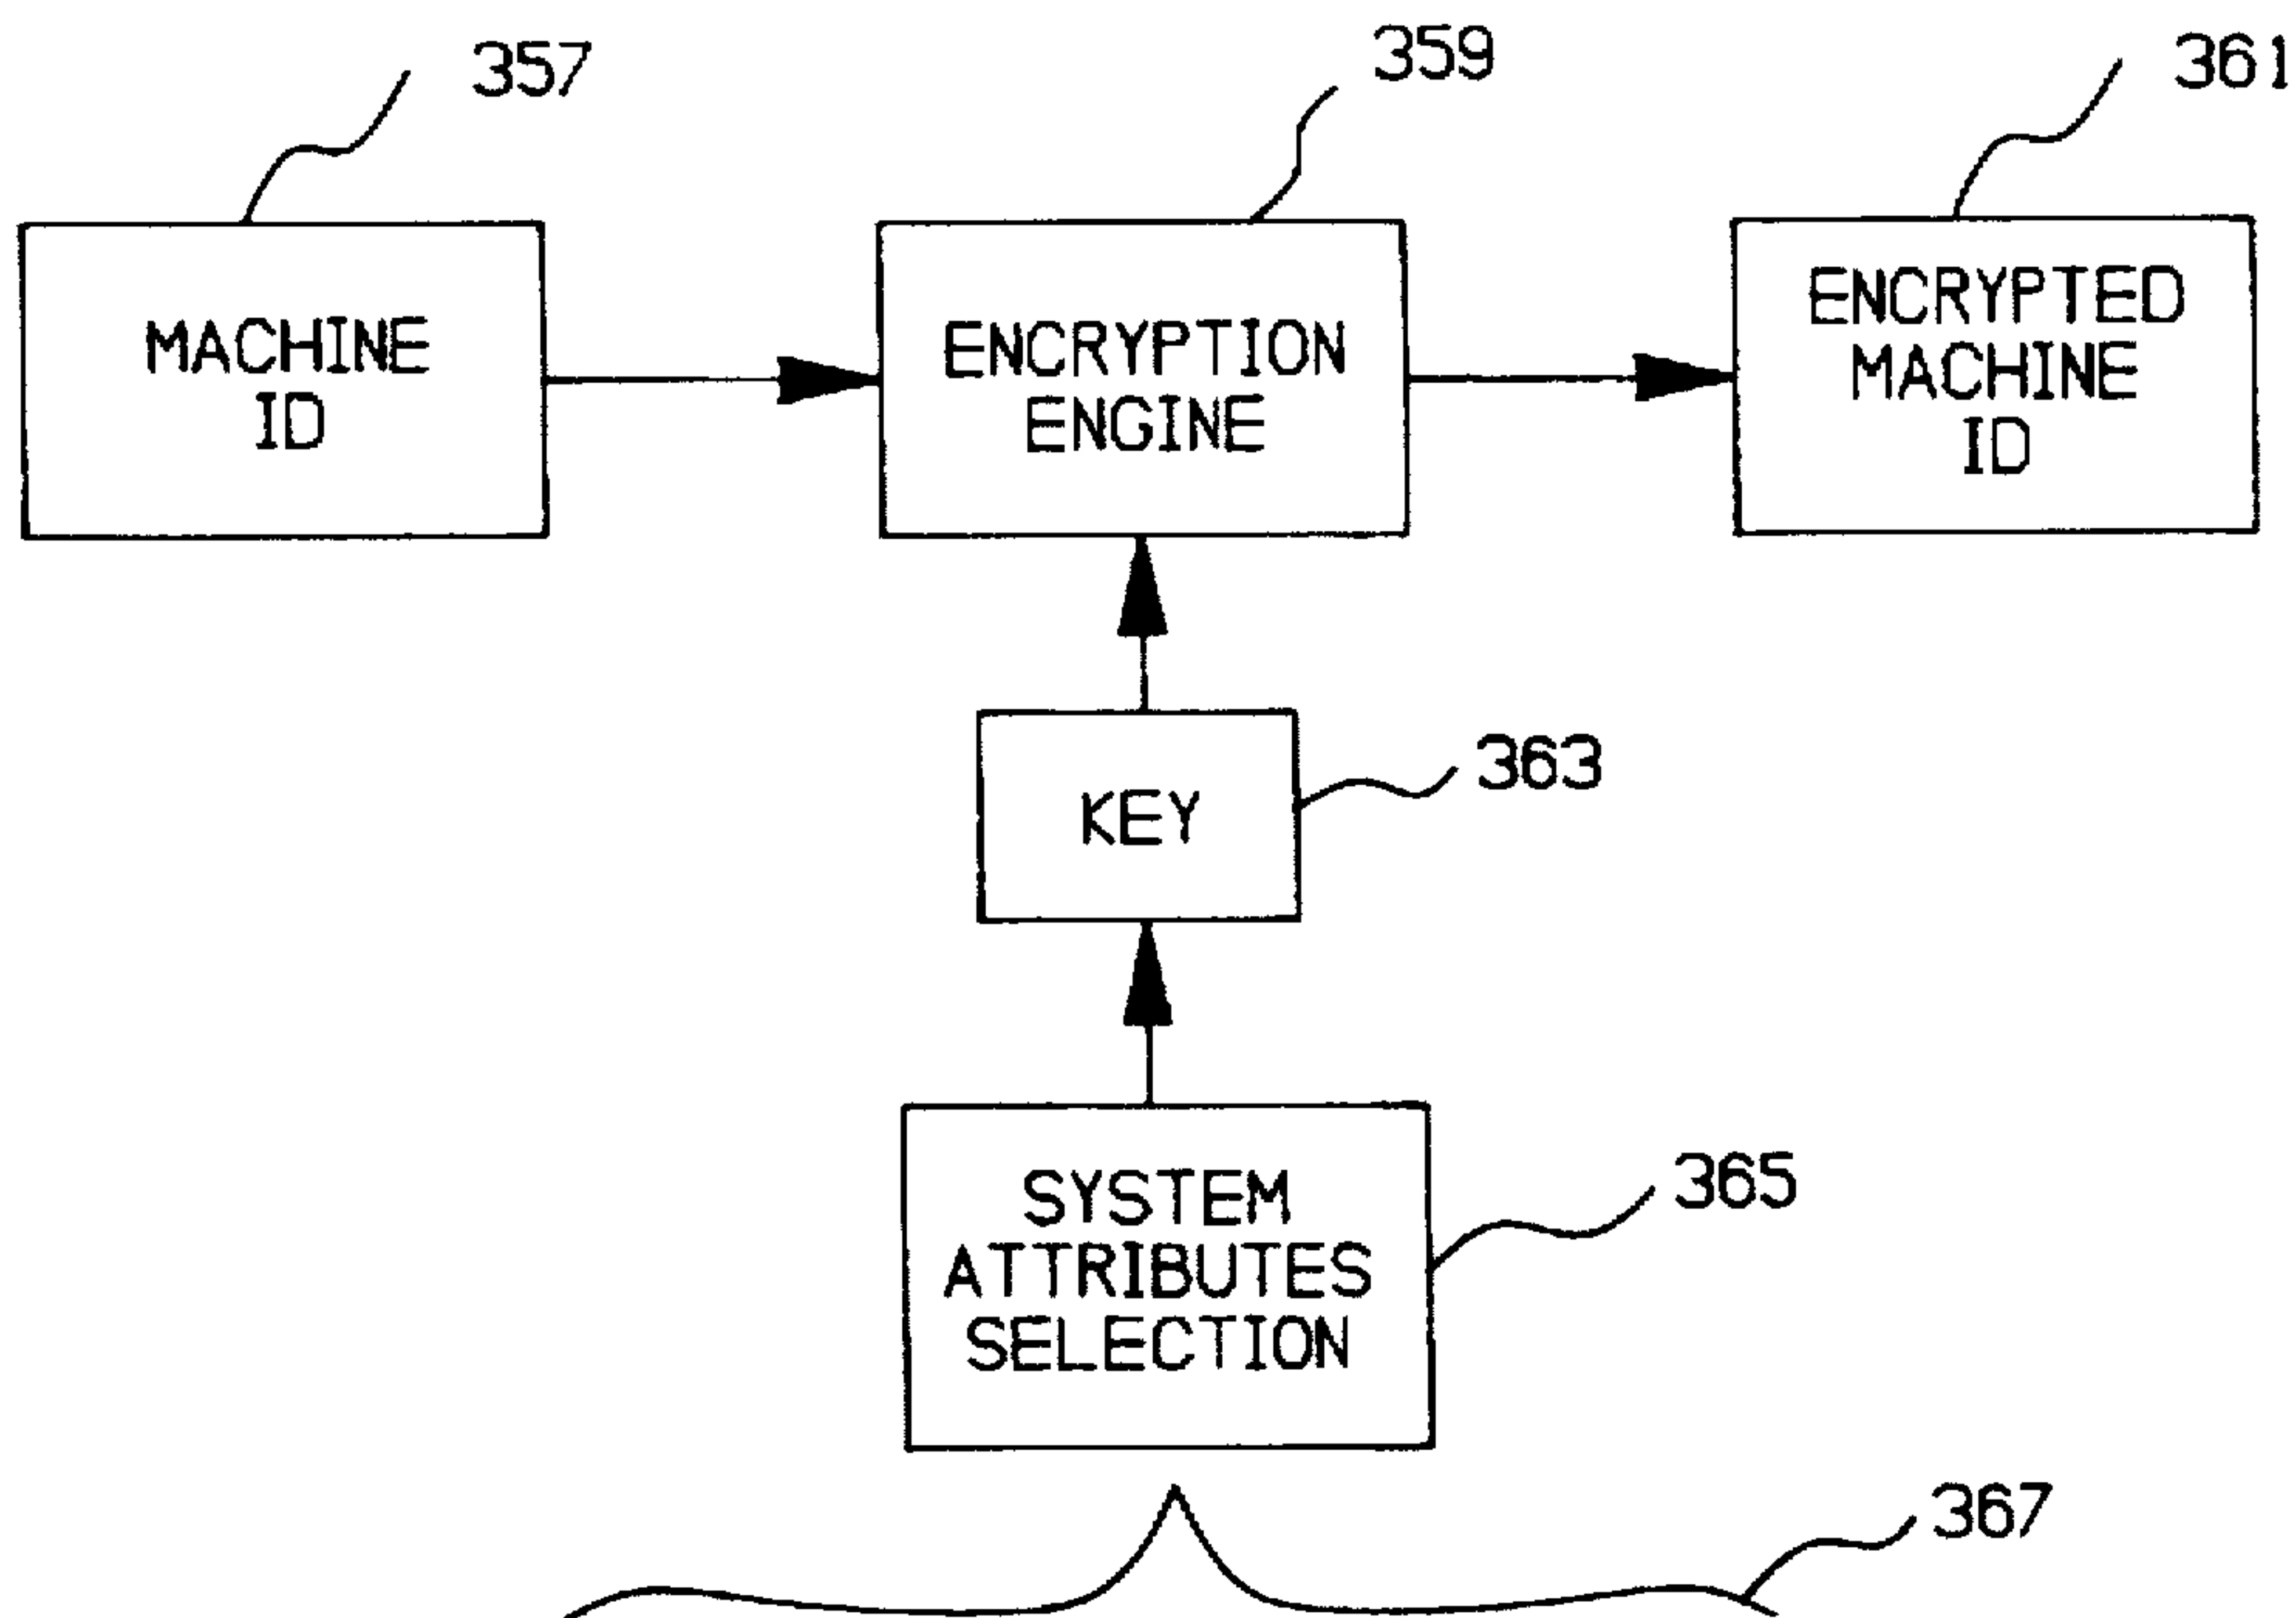 357
359
361
MACHINE
ID
ENCRYPTION
ENGINE
ENCRYPTED
MACHINE
ID
KEY
363
SYSTEM
ATTRIBUTES
SELECTION
365
367